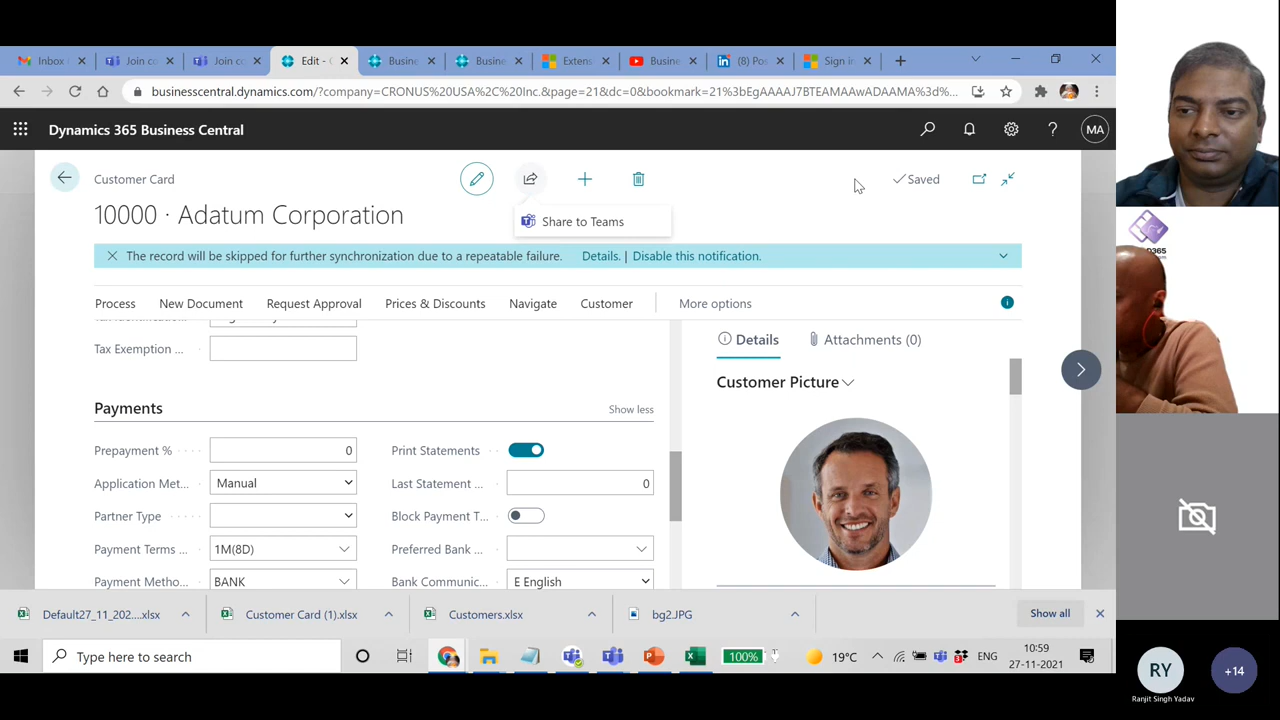 Inbox (
Join co
Join co
Edit - C
Busine
Busine
Extens
Busine
(8) Pos
Sign in
businesscentral.dynamics.com/?company=CRONUS%20USA%2C%20Inc.&page=21&dc=0&bookmark=21%3bEgAAAAJ7BTEAMAAwADAAMA%3d%...
Dynamics 365 Business Central
MA
Customer Card
Saved
10000 · Adatum Corporation
Share to Teams
The record will be skipped for further synchronization due to a repeatable failure. Details. | Disable this notification.
Process New Document Request Approval Prices & Discounts Navigate Customer More options
Tax Exemption ...
Details Attachments (0)
Customer Picture
Payments Show less
Prepayment % 0 Print Statements
Application Met... Manual Last Statement ... 0
Partner Type Block Payment T...
Payment Terms ... 1M(8D) Preferred Bank ...
Payment Metho... BANK Bank Communic... E English
Default27_11_202....xlsx Customer Card (1).xlsx Customers.xlsx bg2.JPG Show all
Type here to search
100%
19°C
ENG
10:59
27-11-2021
RY
+14
Ranjit Singh Yadav